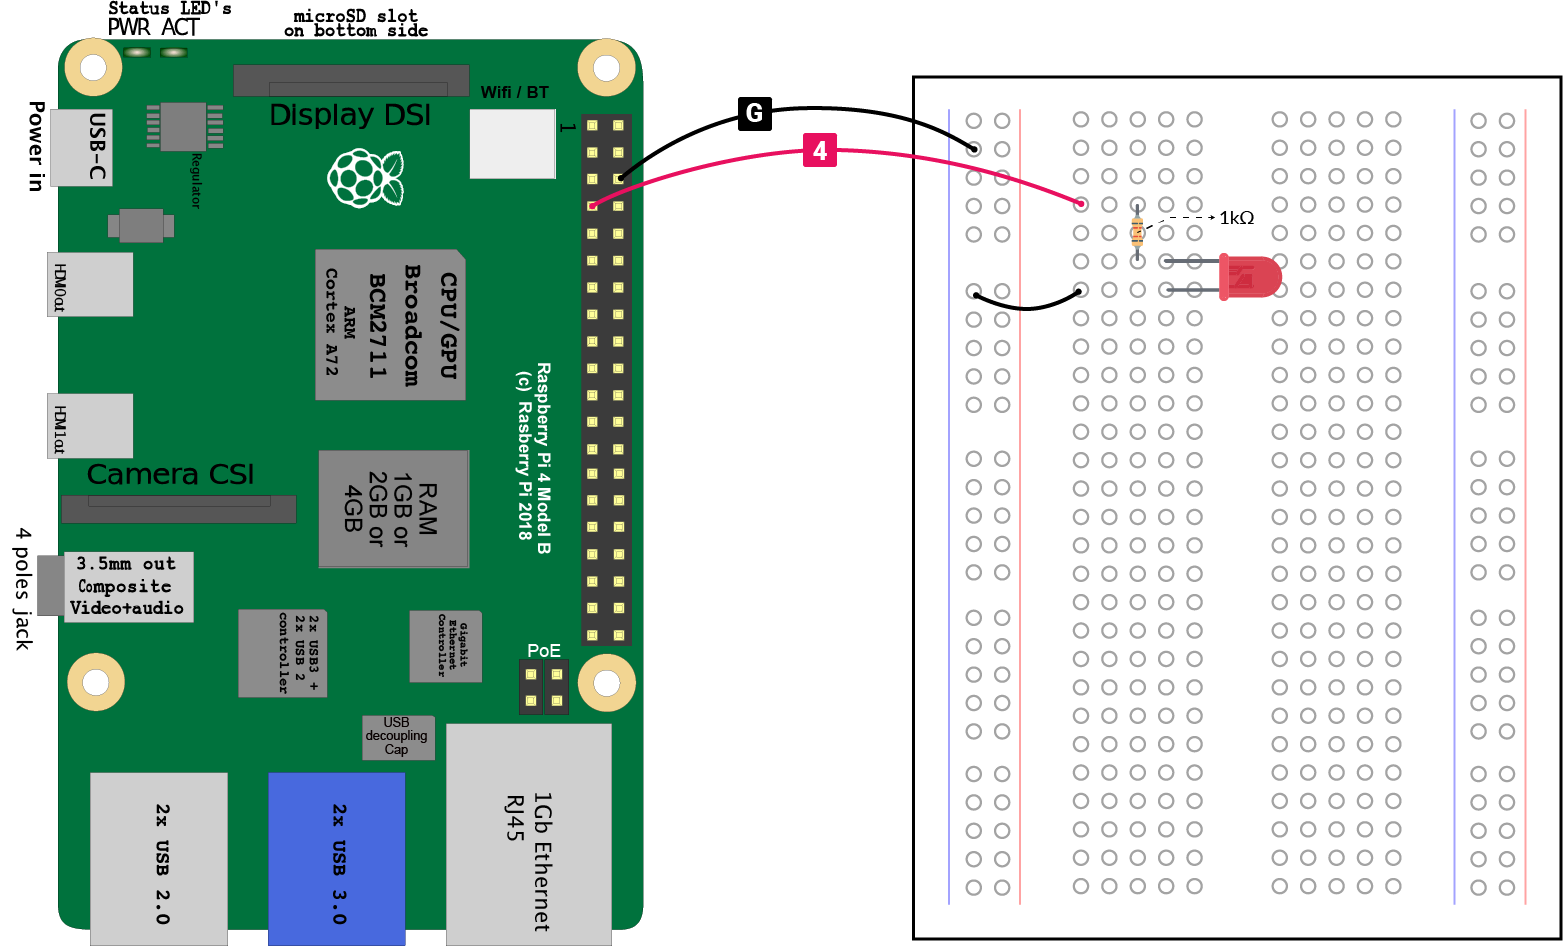 Status LED's
PWR ACT
microSD slot
on bottom side
Wifi / BT
Display DSI
1
Power in
USB-C
Regulator
G
4
1kΩ
HDMI0at
CPU/GPU
Broadcom
BCM2711
ARM
Cortex A72
HDMI1at
Raspberry Pi 4 Model B
(c) Rasberry Pi 2018
Camera CSI
RAM
1GB or
2GB or
4GB
4 poles jack
3.5mm out
Composite
Video+audio
2x USB3 +
2x USB 2
controller
Gigabit
Ethernet
Controller
PoE
USB
decoupling
Cap
2x USB 2.0
2x USB 3.0
1Gb Ethernet
RJ45